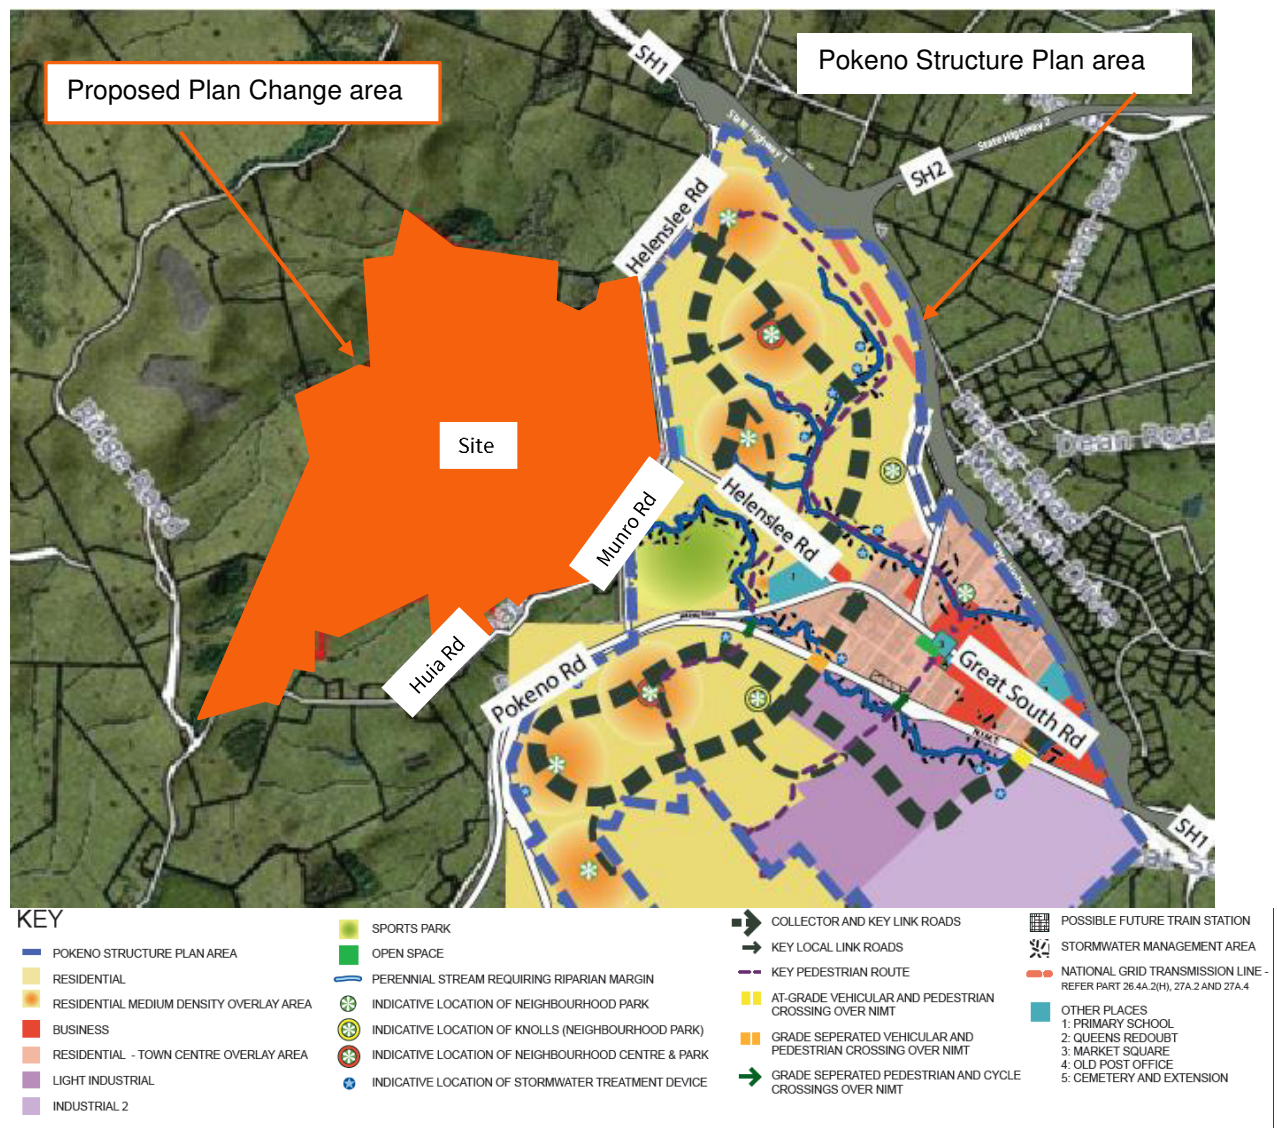 Proposed Plan Change area
Pokeno Structure Plan area
SH1
State Highway 1
State Highway 2
SH2
Helenslee Rd
Dean Road
Site
Munro Rd
Helenslee Rd
1
3
Huia Rd
Pokeno Rd
Great South Rd
NIMT
SH1
KEY
POKENO STRUCTURE PLAN AREA
RESIDENTIAL
RESIDENTIAL MEDIUM DENSITY OVERLAY AREA
BUSINESS
RESIDENTIAL - TOWN CENTRE OVERLAY AREA
LIGHT INDUSTRIAL
INDUSTRIAL 2
SPORTS PARK
OPEN SPACE
PERENNIAL STREAM REQUIRING RIPARIAN MARGIN
INDICATIVE LOCATION OF NEIGHBOURHOOD PARK
INDICATIVE LOCATION OF KNOLLS (NEIGHBOURHOOD PARK)
INDICATIVE LOCATION OF NEIGHBOURHOOD CENTRE & PARK
INDICATIVE LOCATION OF STORMWATER TREATMENT DEVICE
COLLECTOR AND KEY LINK ROADS
KEY LOCAL LINK ROADS
KEY PEDESTRIAN ROUTE
AT-GRADE VEHICULAR AND PEDESTRIAN
CROSSING OVER NIMT
GRADE SEPERATED VEHICULAR AND
PEDESTRIAN CROSSING OVER NIMT
GRADE SEPERATED PEDESTRIAN AND CYCLE
CROSSINGS OVER NIMT
POSSIBLE FUTURE TRAIN STATION
STORMWATER MANAGEMENT AREA
NATIONAL GRID TRANSMISSION LINE -
REFER PART 26.4A.2(H), 27A.2 AND 27A.4
OTHER PLACES
1: PRIMARY SCHOOL
2: QUEENS REDOUBT
3: MARKET SQUARE
4: OLD POST OFFICE
5: CEMETERY AND EXTENSION